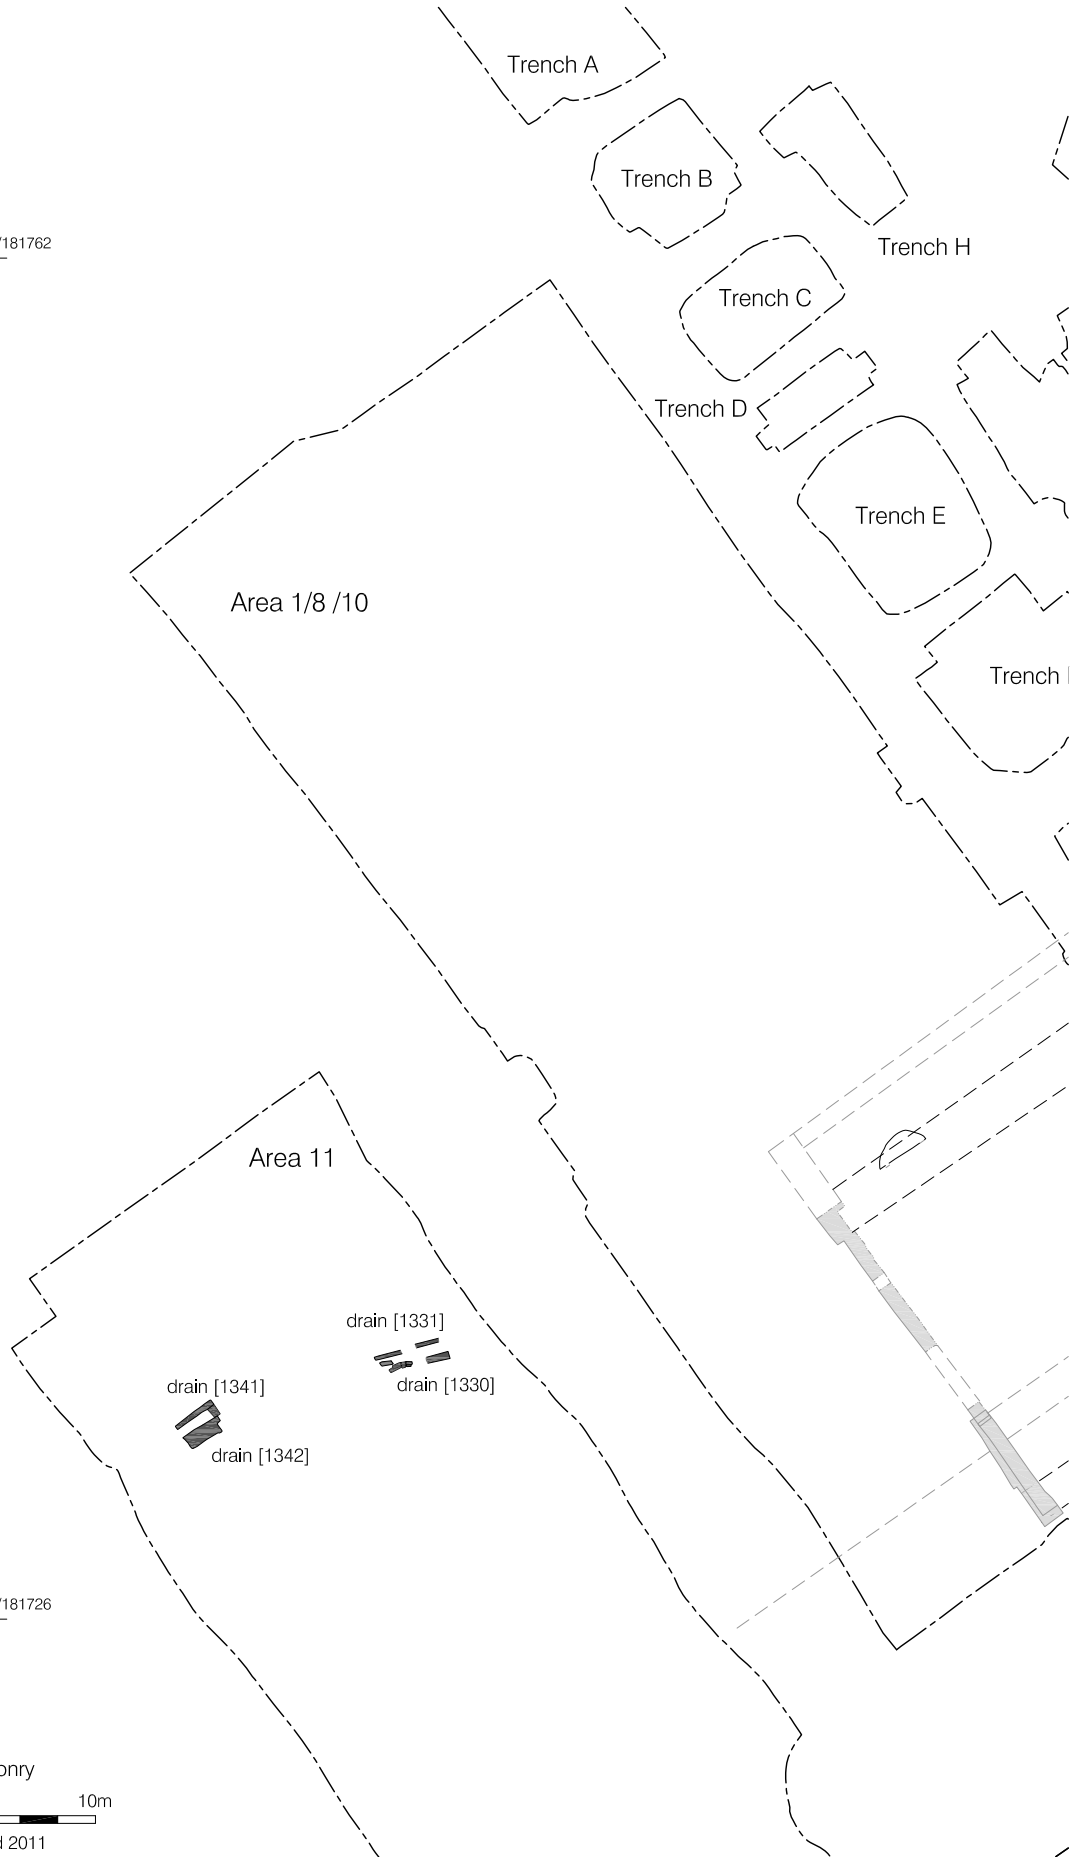 Trench A
Trench B
/181762
Trench H
Trench C
Trench D
Trench E
Area 1/8 /10
Trench
Area 11
drain [1331]
drain [1330]
drain [1341]
drain [1342]
/181726
onry
10m
2011